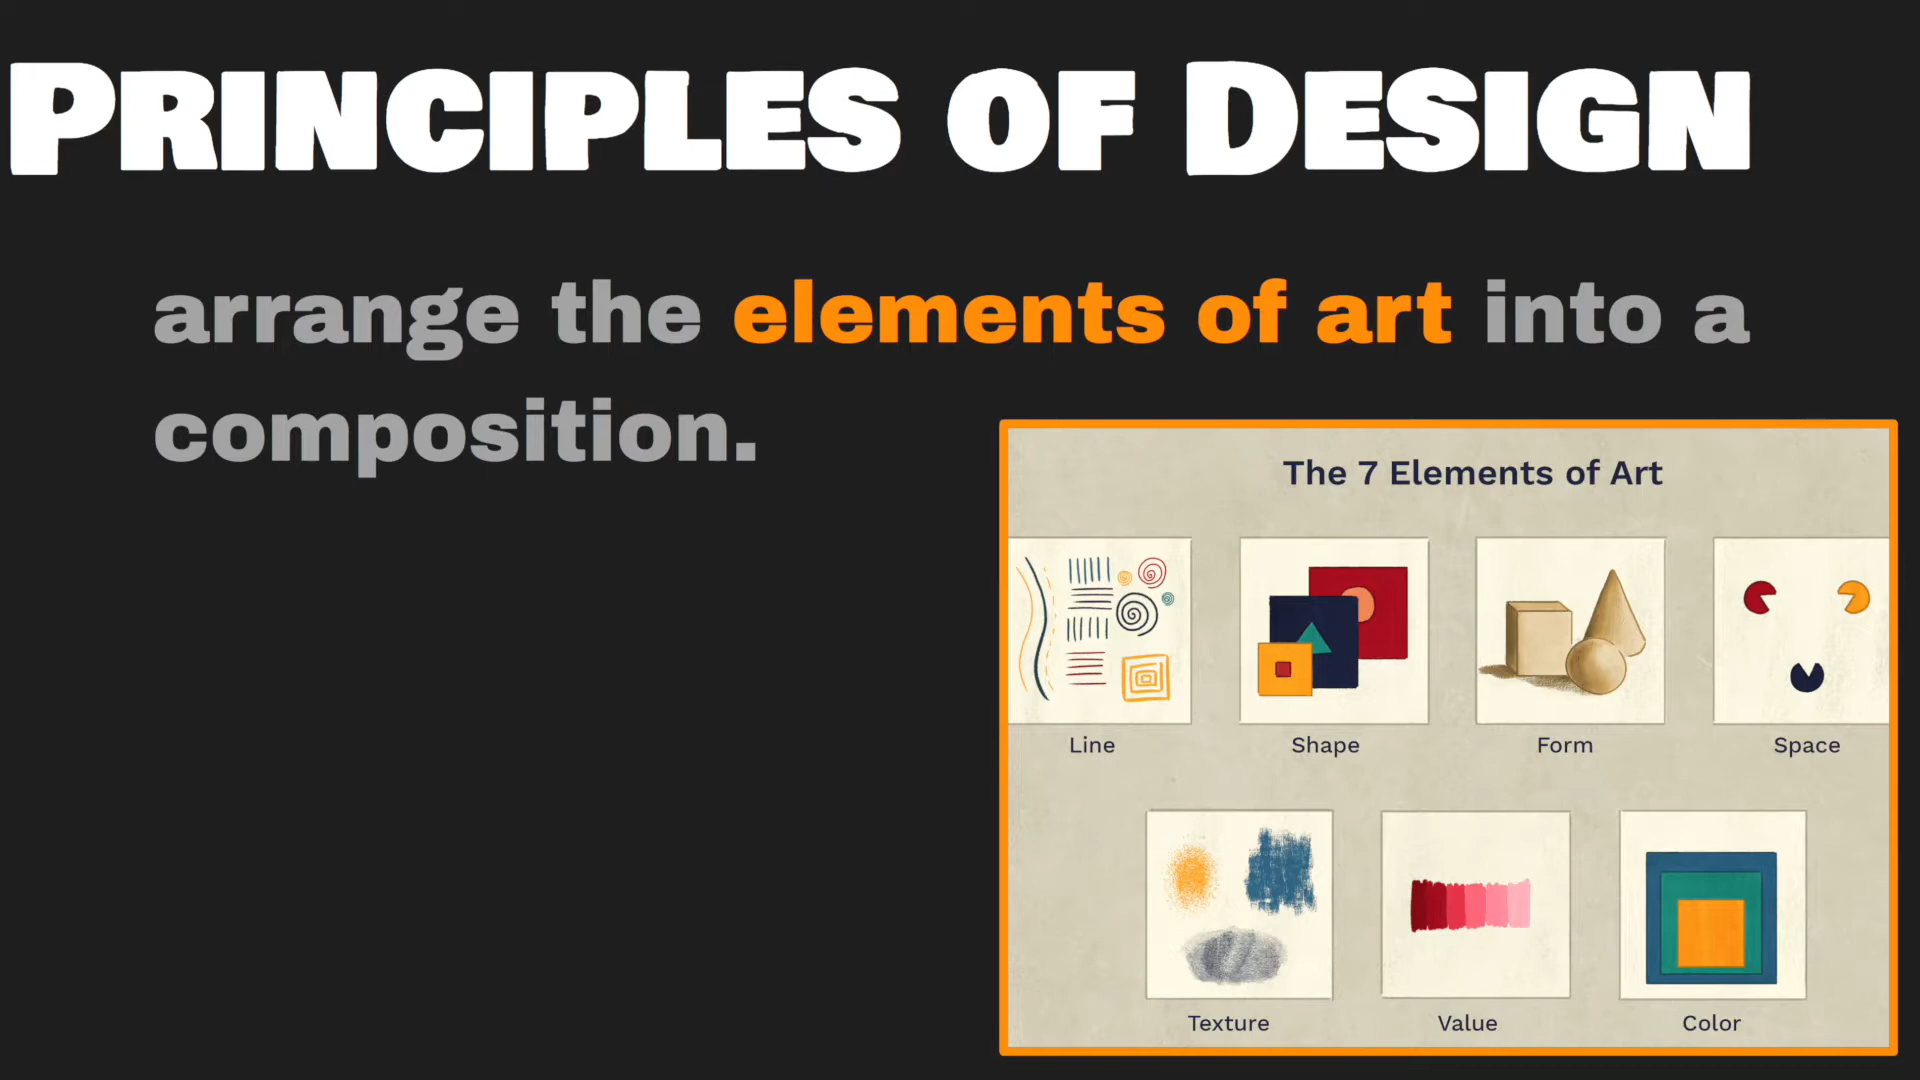 PRINCIPLES OF DESIGN
arrange the elements of art into a
composition.
The 7 Elements of Art
Line Shape Form Space
Texture Value Color